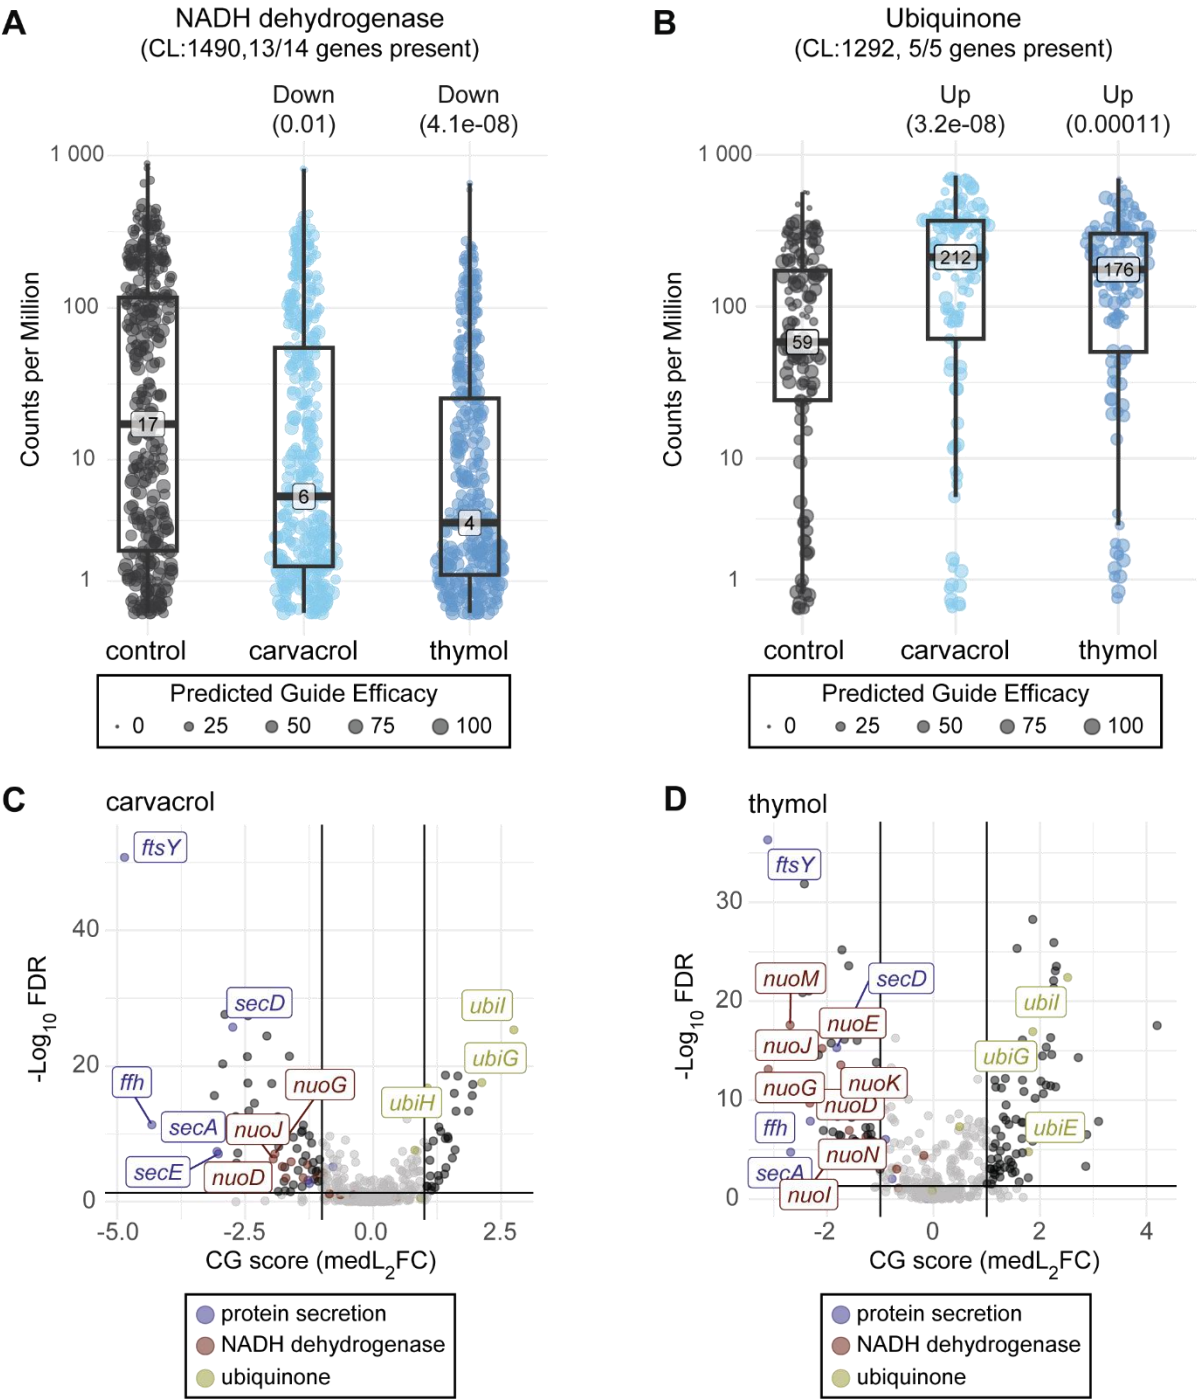 A
NADH dehydrogenase
(CL:1490,13/14 genes present)
Down
(0.01)
Down
(4.1e-08)
Counts per Million
1 000
100
10
1
17
6
4
control
carvacrol
thymol
Predicted Guide Efficacy
0
25
50
75
100
B
Ubiquinone
(CL:1292, 5/5 genes present)
Up
(3.2e-08)
Up
(0.00011)
Counts per Million
1 000
100
10
1
59
212
176
control
carvacrol
thymol
Predicted Guide Efficacy
0
25
50
75
100
C
carvacrol
-Log10 FDR
40
20
0
ftsY
secD
ubiI
ubiG
ffh
nuoG
ubiH
secA
nuoJ
secE
nuoD
-5.0
-2.5
0.0
2.5
CG score (medL2FC)
protein secretion
NADH dehydrogenase
ubiquinone
D
thymol
-Log10 FDR
30
20
10
0
ftsY
nuoM
secD
ubiI
nuoE
nuoJ
ubiG
nuoG
nuoK
nuoD
ffh
ubiE
nuoN
secA
nuoI
-2
0
2
4
CG score (medL2FC)
protein secretion
NADH dehydrogenase
ubiquinone